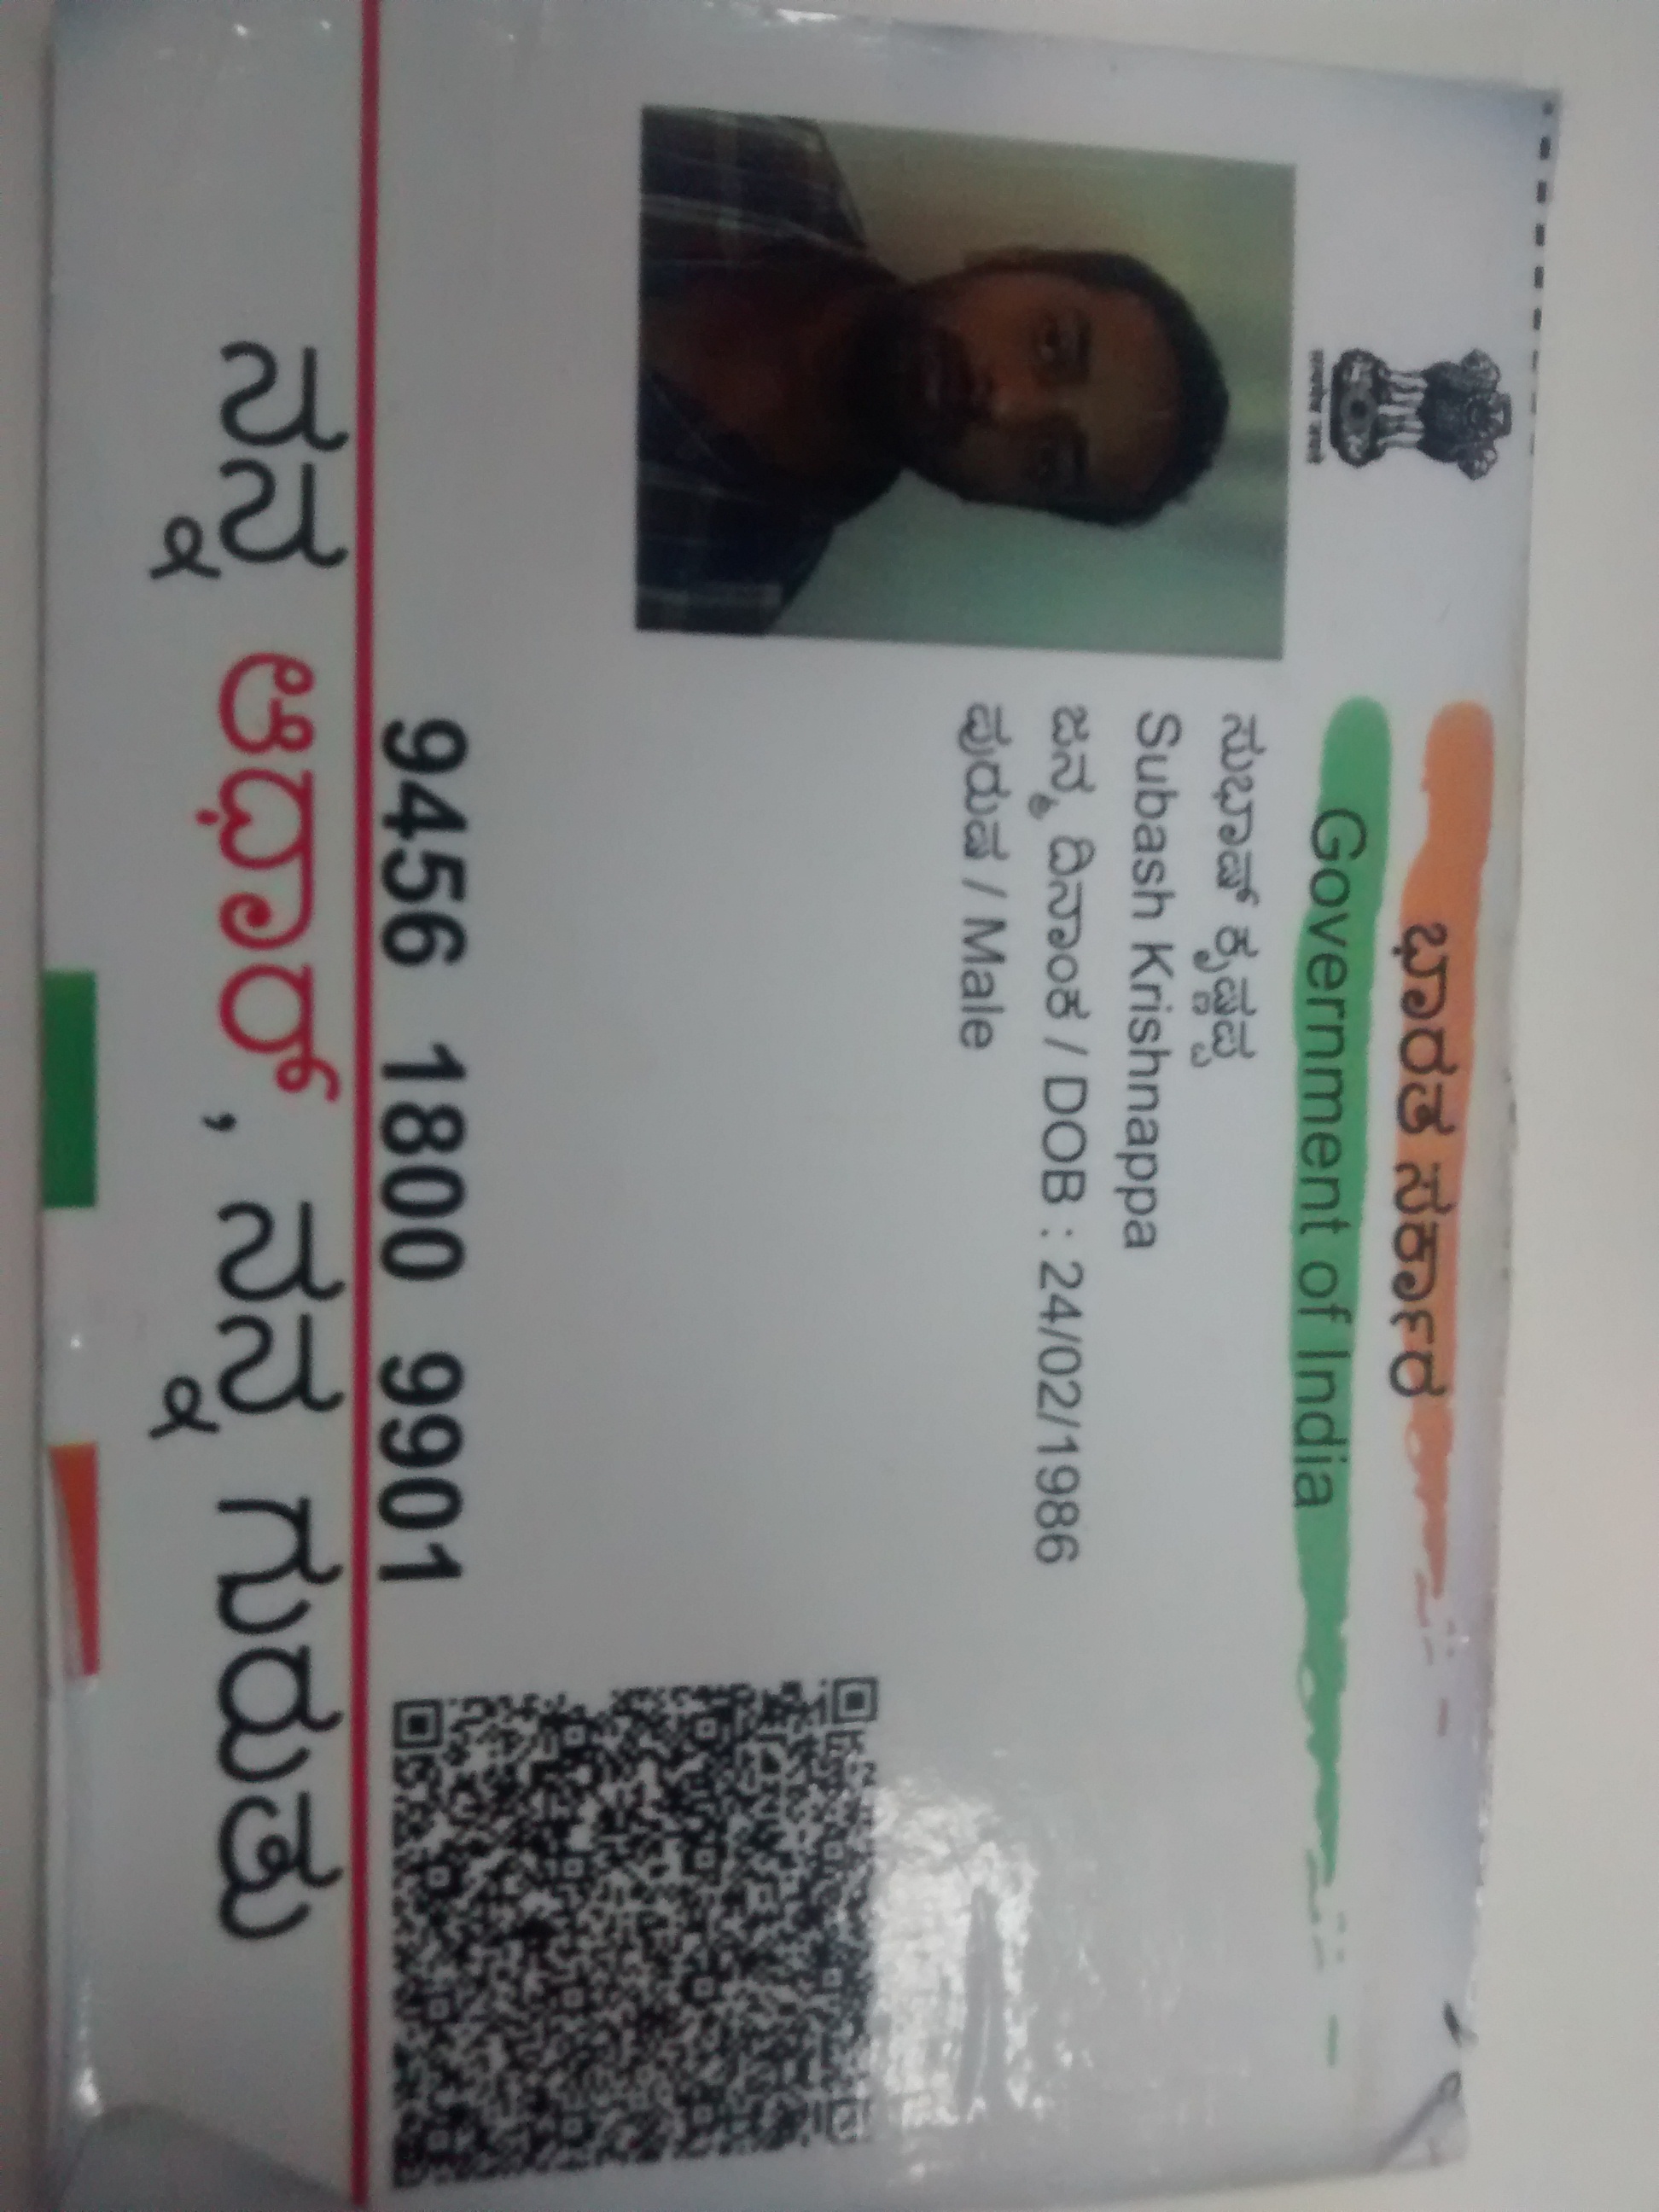 ಭಾರತ ಸರ್ಕಾರ
Government of India
ಸುಭಾಷ್ ಕೃಷ್ಣಪ್ಪ
Subash Krishnappa
ಜನ್ಮ ದಿನಾಂಕ / DOB : 24/02/1986
ಪುರುಷ / Male
9456 1800 9901
ನನ್ನ ಆಧಾರ್, ನನ್ನ ಗುರುತು